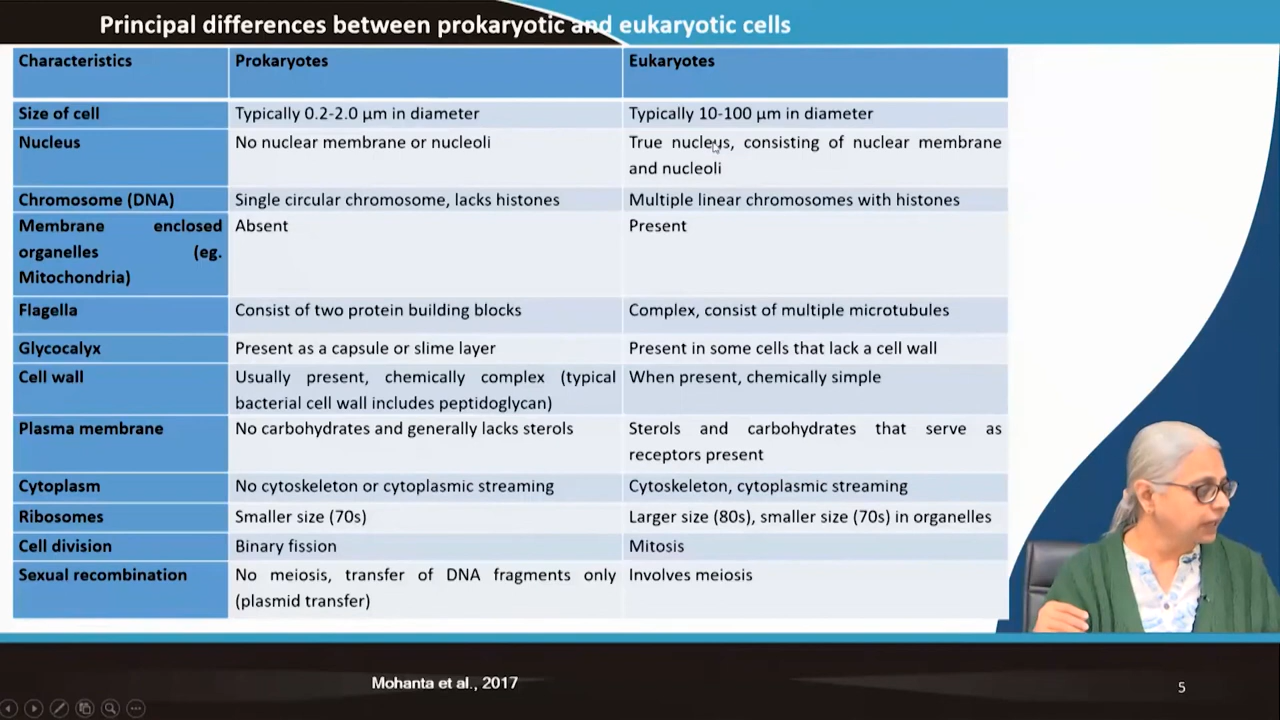 Principal differences between prokaryotic and eukaryotic cells
Characteristics Prokaryotes Eukaryotes
Size of cell Typically 0.2-2.0 μm in diameter Typically 10-100 μm in diameter
Nucleus No nuclear membrane or nucleoli True nucleus, consisting of nuclear membrane
and nucleoli
Chromosome (DNA) Single circular chromosome, lacks histones Multiple linear chromosomes with histones
Membrane enclosed Absent Present
organelles (eg.
Mitochondria)
Flagella Consist of two protein building blocks Complex, consist of multiple microtubules
Glycocalyx Present as a capsule or slime layer Present in some cells that lack a cell wall
Cell wall Usually present, chemically complex (typical When present, chemically simple
bacterial cell wall includes peptidoglycan)
Plasma membrane No carbohydrates and generally lacks sterols Sterols and carbohydrates that serve as
receptors present
Cytoplasm No cytoskeleton or cytoplasmic streaming Cytoskeleton, cytoplasmic streaming
Ribosomes Smaller size (70s) Larger size (80s), smaller size (70s) in organelles
Cell division Binary fission Mitosis
Sexual recombination No meiosis, transfer of DNA fragments only Involves meiosis
(plasmid transfer)
Mohanta et al., 2017
5